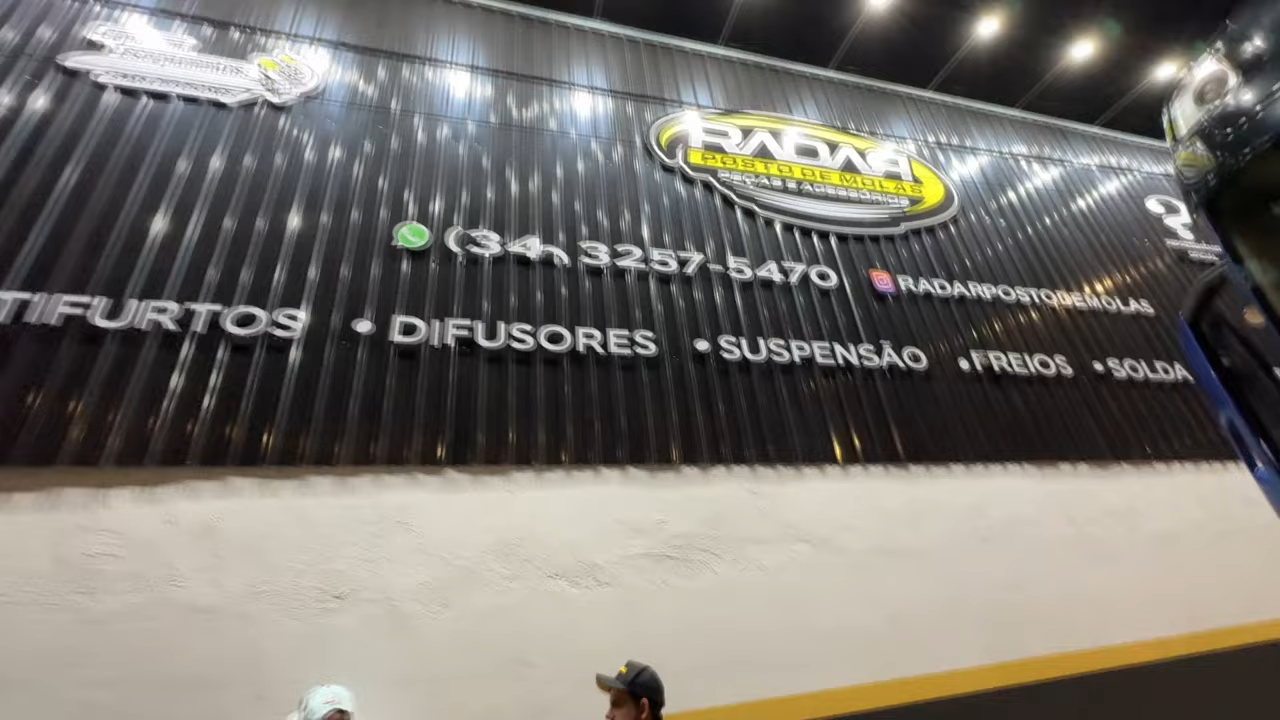 RADAR
POSTO DE MOLAS
PEÇAS E ACESSÓRIOS
(34) 3257-5470
RADARPOSTODEMOLAS
TIFURTOS • DIFUSORES • SUSPENSÃO • FREIOS • SOLDA